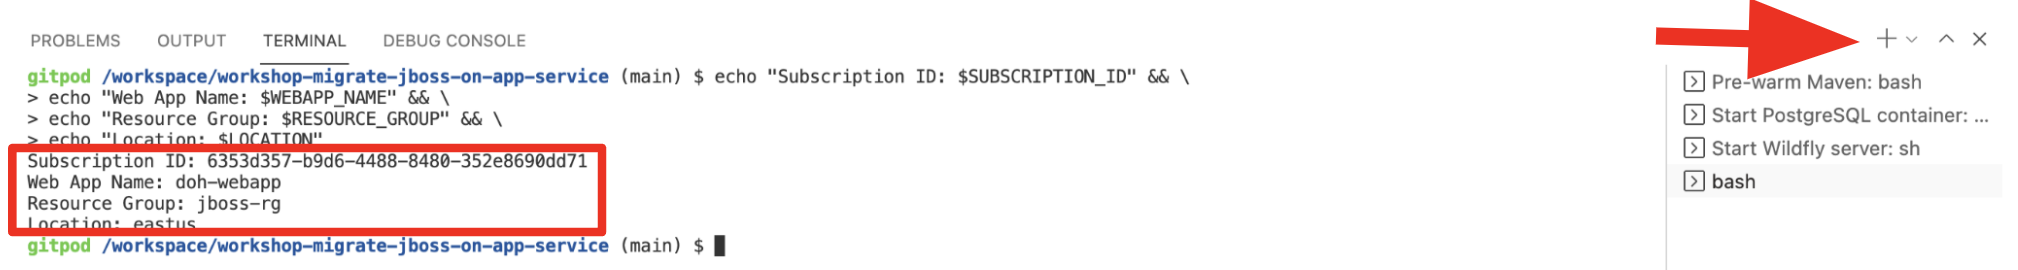 PROBLEMS OUTPUT TERMINAL DEBUG CONSOLE
gitpod /workspace/workshop-migrate-jboss-on-app-service (main) $ echo "Subscription ID: $SUBSCRIPTION_ID" && \
> echo "Web App Name: $WEBAPP_NAME" && \
> echo "Resource Group: $RESOURCE_GROUP" && \
> echo "Location: $LOCATION"
Subscription ID: 6353d357-b9d6-4488-8480-352e8690dd71
Web App Name: doh-webapp
Resource Group: jboss-rg
Location: eastus
gitpod /workspace/workshop-migrate-jboss-on-app-service (main) $
Pre-warm Maven: bash
Start PostgreSQL container: ...
Start Wildfly server: sh
bash